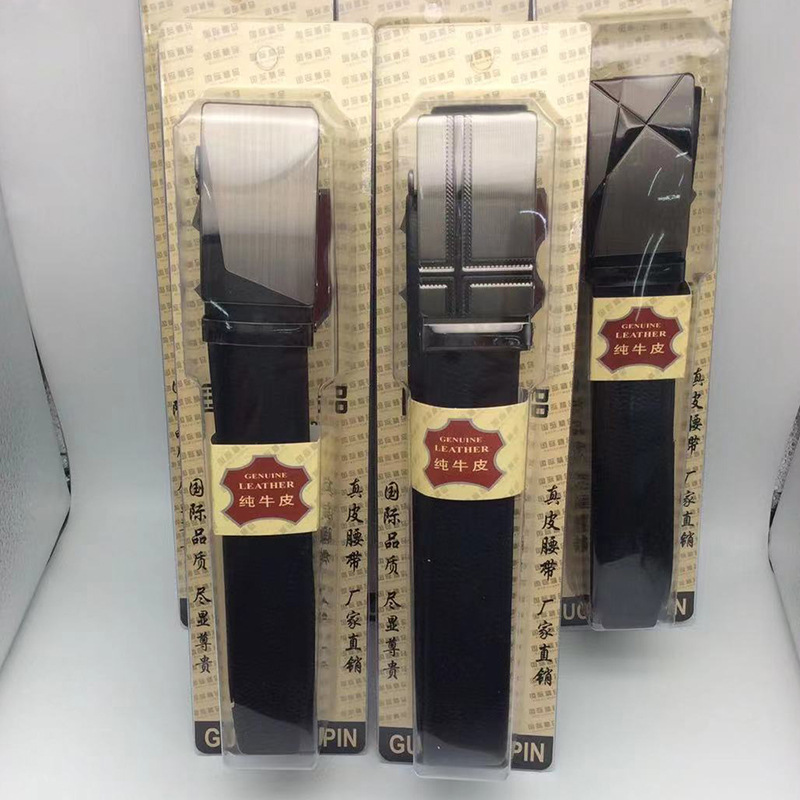 GENUINE
LEATHER
纯牛皮
国际品质 尽显尊贵
真皮腰带 厂家直销
GU
PIN
GENUINE
LEATHER
纯牛皮
品
国际品质 尽显尊贵
真皮腰带 厂家直销
GU
PIN
GENUINE
LEATHER
纯牛皮
真皮腰带 厂家直销
UO
IN